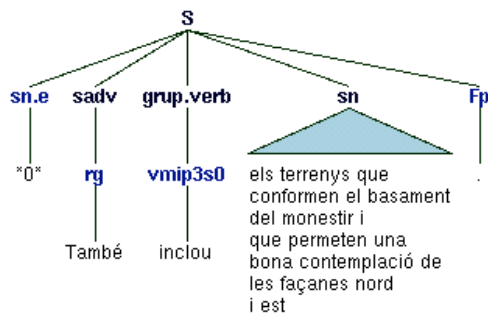 S
sn.e sadv grup.verb sn Fp
*0* rg vmip3s0 els terrenys que .
conformen el basament
del monestir i
També inclou que permeten una
bona contemplació de
les façanes nord
i est